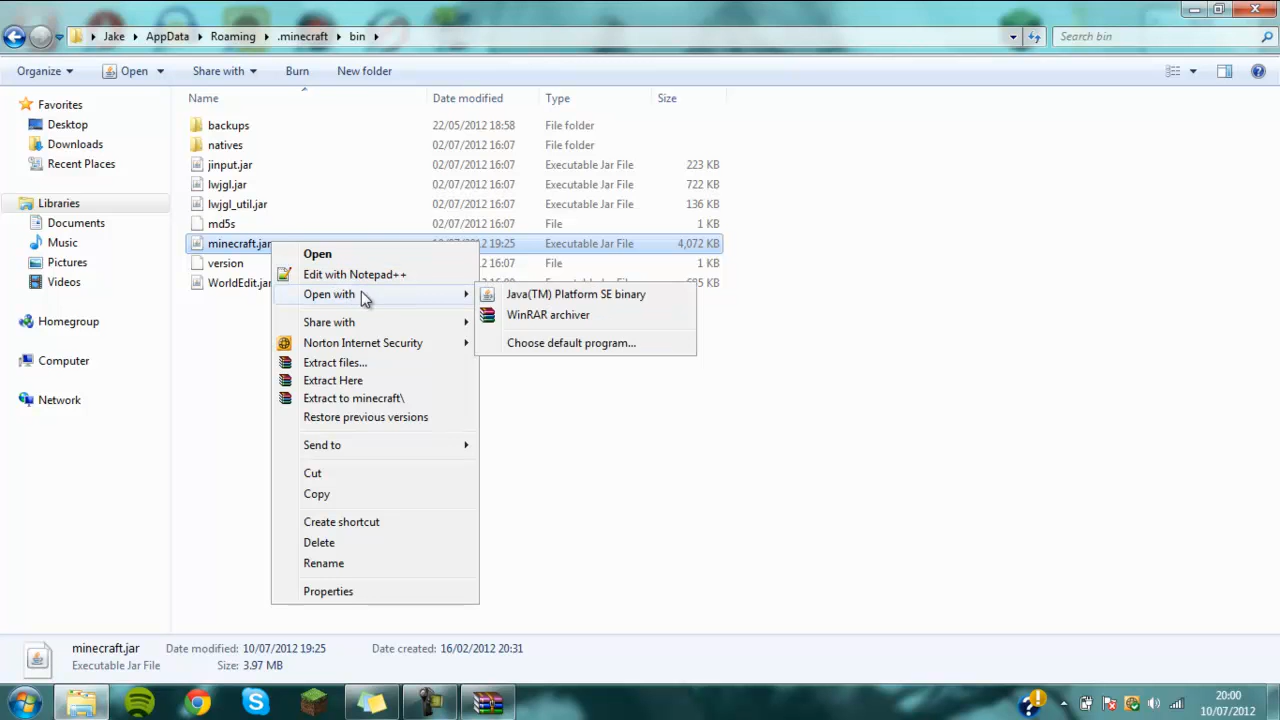 Jake AppData Roaming .minecraft bin Search bin
Organize Open Share with Burn New folder
Name Date modified Type Size
Favorites
Desktop
Downloads
Recent Places
Libraries
Documents
Music
Pictures
Videos
Homegroup
Computer
Network
backups 22/05/2012 18:58 File folder
natives 02/07/2012 16:07 File folder
jinput.jar 02/07/2012 16:07 Executable Jar File 223 KB
lwjgl.jar 02/07/2012 16:07 Executable Jar File 722 KB
lwjgl_util.jar 02/07/2012 16:07 Executable Jar File 136 KB
md5s 02/07/2012 16:07 File 1 KB
minecraft.jar 19:25 Executable Jar File 4,072 KB
version 16:07 File 1 KB
WorldEdit.jar KB
Open
Edit with Notepad++
Open with
Share with
Norton Internet Security
Extract files...
Extract Here
Extract to minecraft\
Restore previous versions
Send to
Cut
Copy
Create shortcut
Delete
Rename
Properties
Java(TM) Platform SE binary
WinRAR archiver
Choose default program...
minecraft.jar Date modified: 10/07/2012 19:25 Date created: 16/02/2012 20:31
Executable Jar File Size: 3.97 MB
20:00
10/07/2012